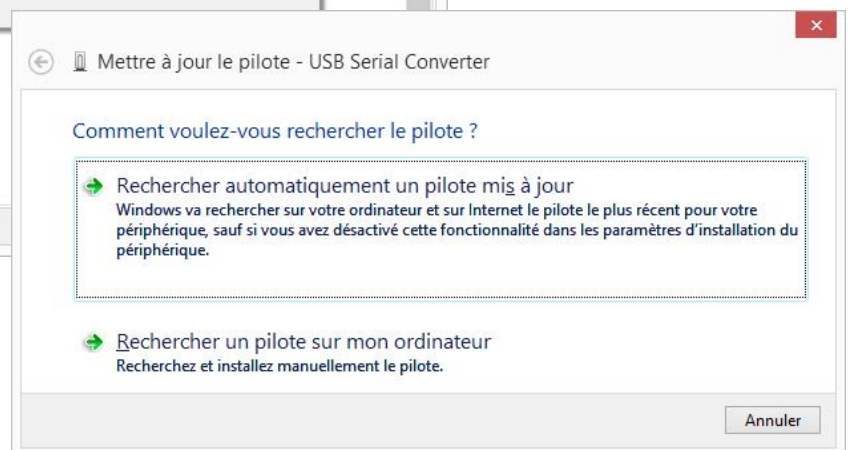 Mettre à jour le pilote - USB Serial Converter
Comment voulez-vous rechercher le pilote ?
Rechercher automatiquement un pilote mis à jour
Windows va rechercher sur votre ordinateur et sur Internet le pilote le plus récent pour votre
périphérique, sauf si vous avez désactivé cette fonctionnalité dans les paramètres d'installation du
périphérique.
Rechercher un pilote sur mon ordinateur
Recherchez et installez manuellement le pilote.
Annuler